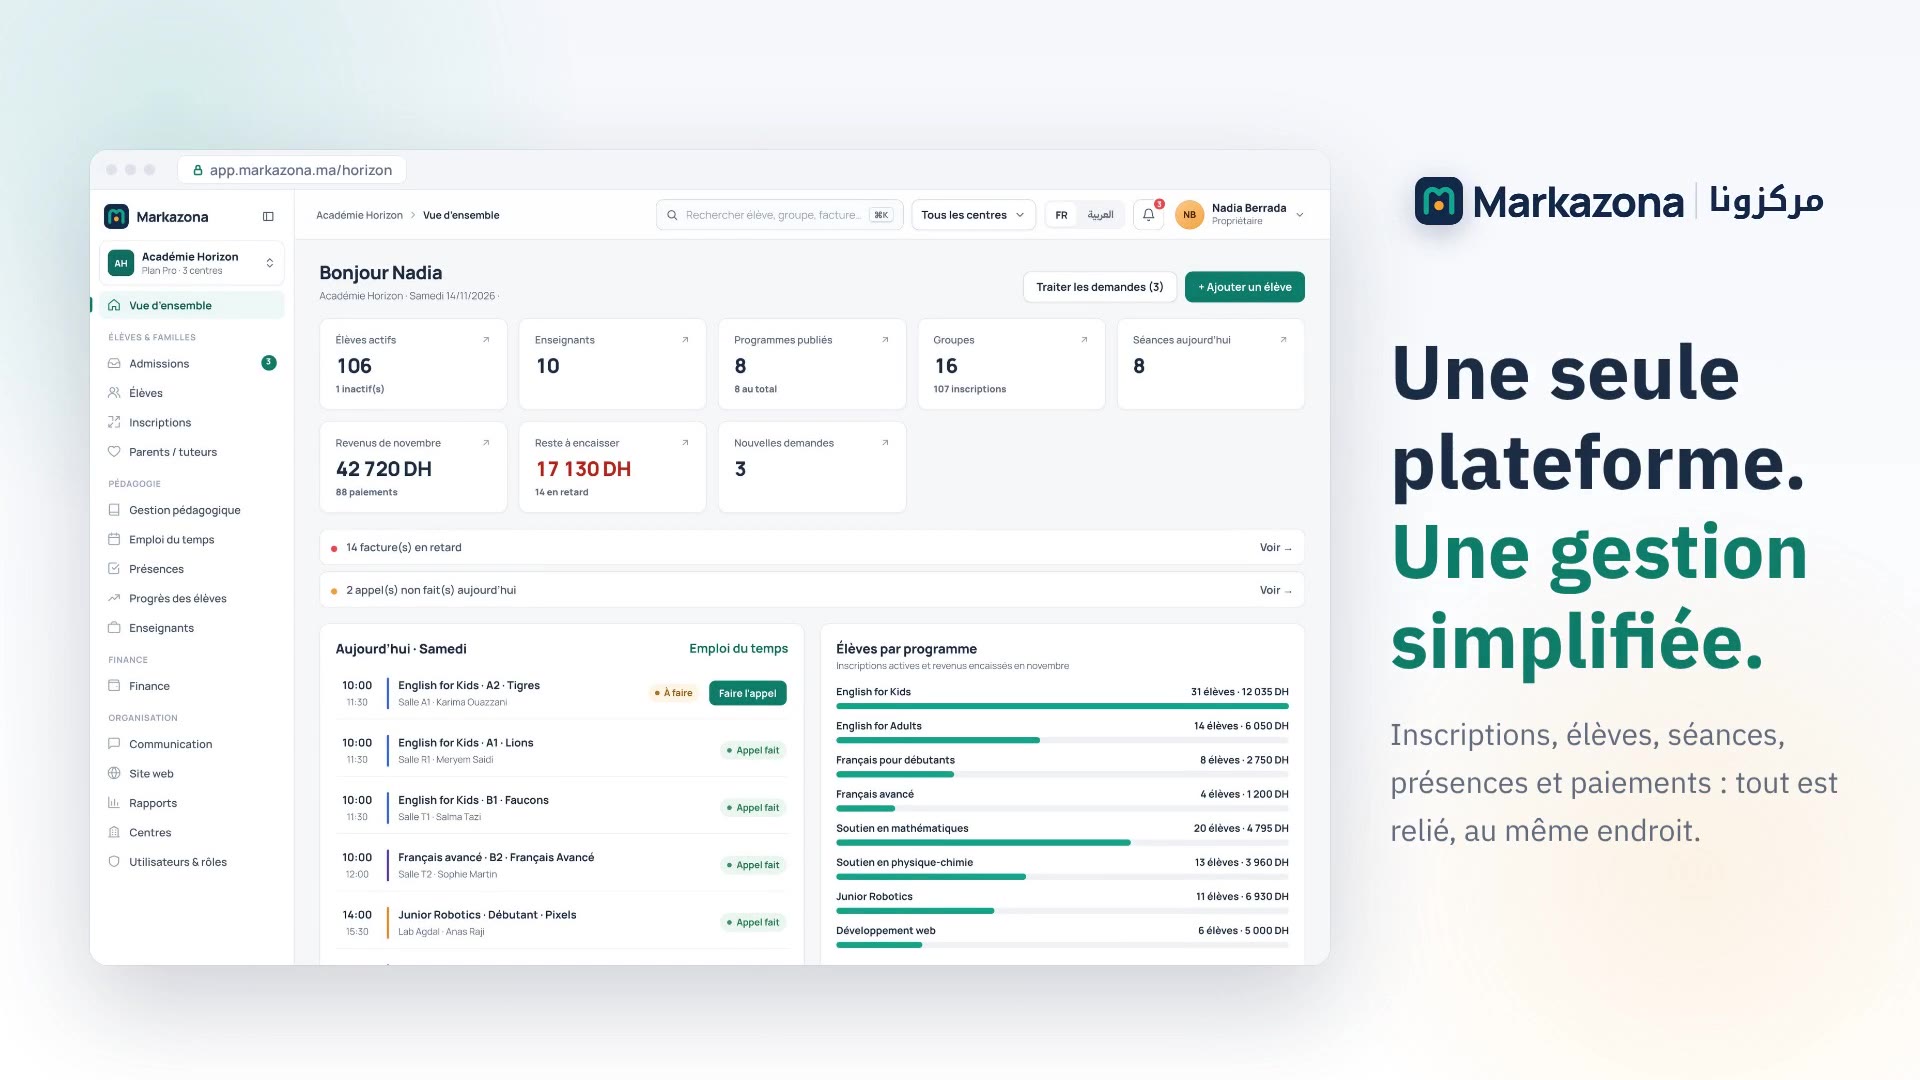 app.markazona.ma/horizon
Markazona
Académie Horizon > Vue d'ensemble
Rechercher élève, groupe, facture... ⌘K
Tous les centres
FR العربية
3
NB
Nadia Berrada
Propriétaire
AH
Académie Horizon
Plan Pro · 3 centres
Vue d'ensemble
ÉLÈVES & FAMILLES
Admissions 3
Élèves
Inscriptions
Parents / tuteurs
PÉDAGOGIE
Gestion pédagogique
Emploi du temps
Présences
Progrès des élèves
Enseignants
FINANCE
Finance
ORGANISATION
Communication
Site web
Rapports
Centres
Utilisateurs & rôles
Bonjour Nadia
Académie Horizon · Samedi 14/11/2026 ·
Traiter les demandes (3)
+ Ajouter un élève
Élèves actifs
106
1 inactif(s)
Enseignants
10
Programmes publiés
8
8 au total
Groupes
16
107 inscriptions
Séances aujourd'hui
8
Revenus de novembre
42 720 DH
88 paiements
Reste à encaisser
17 130 DH
14 en retard
Nouvelles demandes
3
14 facture(s) en retard Voir →
2 appel(s) non fait(s) aujourd'hui Voir →
Aujourd'hui · Samedi Emploi du temps
10:00 English for Kids · A2 · Tigres
11:30 Salle A1 · Karima Ouazzani
À faire Faire l'appel
10:00 English for Kids · A1 · Lions
11:30 Salle R1 · Meryem Saidi
Appel fait
10:00 English for Kids · B1 · Faucons
11:30 Salle T1 · Salma Tazi
Appel fait
10:00 Français avancé · B2 · Français Avancé
12:00 Salle T2 · Sophie Martin
Appel fait
14:00 Junior Robotics · Débutant · Pixels
15:30 Lab Agdal · Anas Raji
Appel fait
Élèves par programme
Inscriptions actives et revenus encaissés en novembre
English for Kids 31 élèves · 12 035 DH
English for Adults 14 élèves · 6 050 DH
Français pour débutants 8 élèves · 2 750 DH
Français avancé 4 élèves · 1 200 DH
Soutien en mathématiques 20 élèves · 4 795 DH
Soutien en physique-chimie 13 élèves · 3 960 DH
Junior Robotics 11 élèves · 6 930 DH
Développement web 6 élèves · 5 000 DH
Markazona | مركزونا
Une seule
plateforme.
Une gestion
simplifiée.
Inscriptions, élèves, séances,
présences et paiements : tout est
relié, au même endroit.